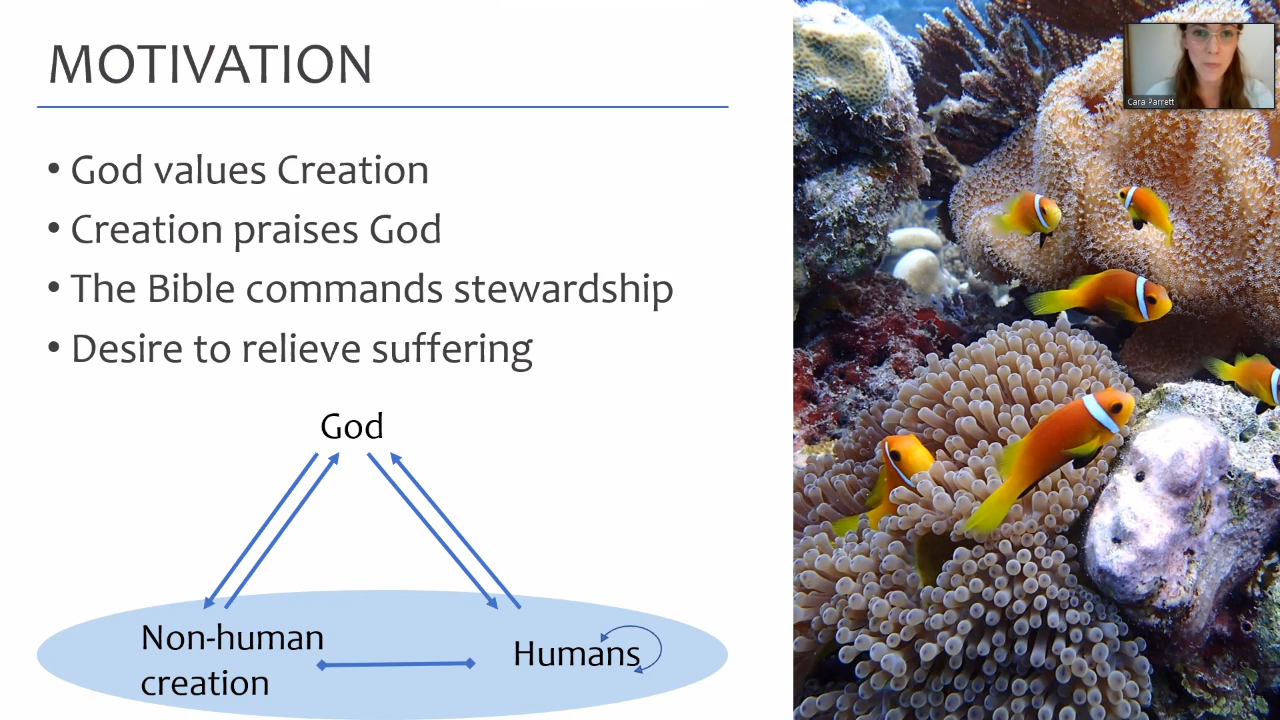 MOTIVATION
• God values Creation
• Creation praises God
• The Bible commands stewardship
• Desire to relieve suffering
God
Non-human
creation
Humans
Cara Parrett